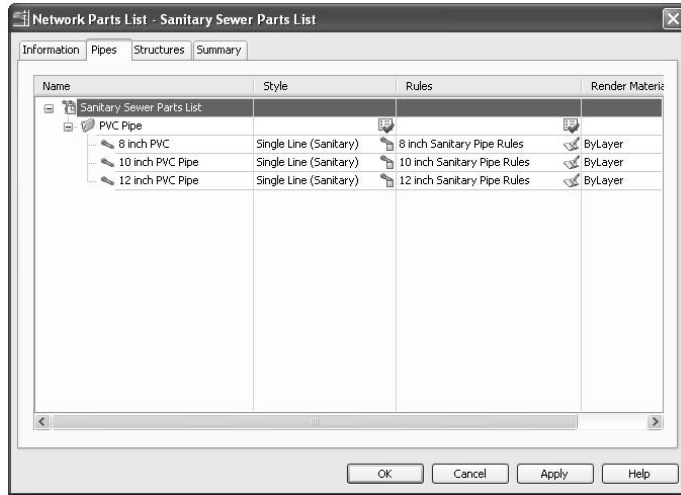 Network Parts List - Sanitary Sewer Parts List
Information Pipes Structures Summary
Name Style Rules Render Materia
Sanitary Sewer Parts List
PVC Pipe
8 inch PVC Single Line (Sanitary) 8 inch Sanitary Pipe Rules ByLayer
10 inch PVC Pipe Single Line (Sanitary) 10 inch Sanitary Pipe Rules ByLayer
12 inch PVC Pipe Single Line (Sanitary) 12 inch Sanitary Pipe Rules ByLayer
OK Cancel Apply Help